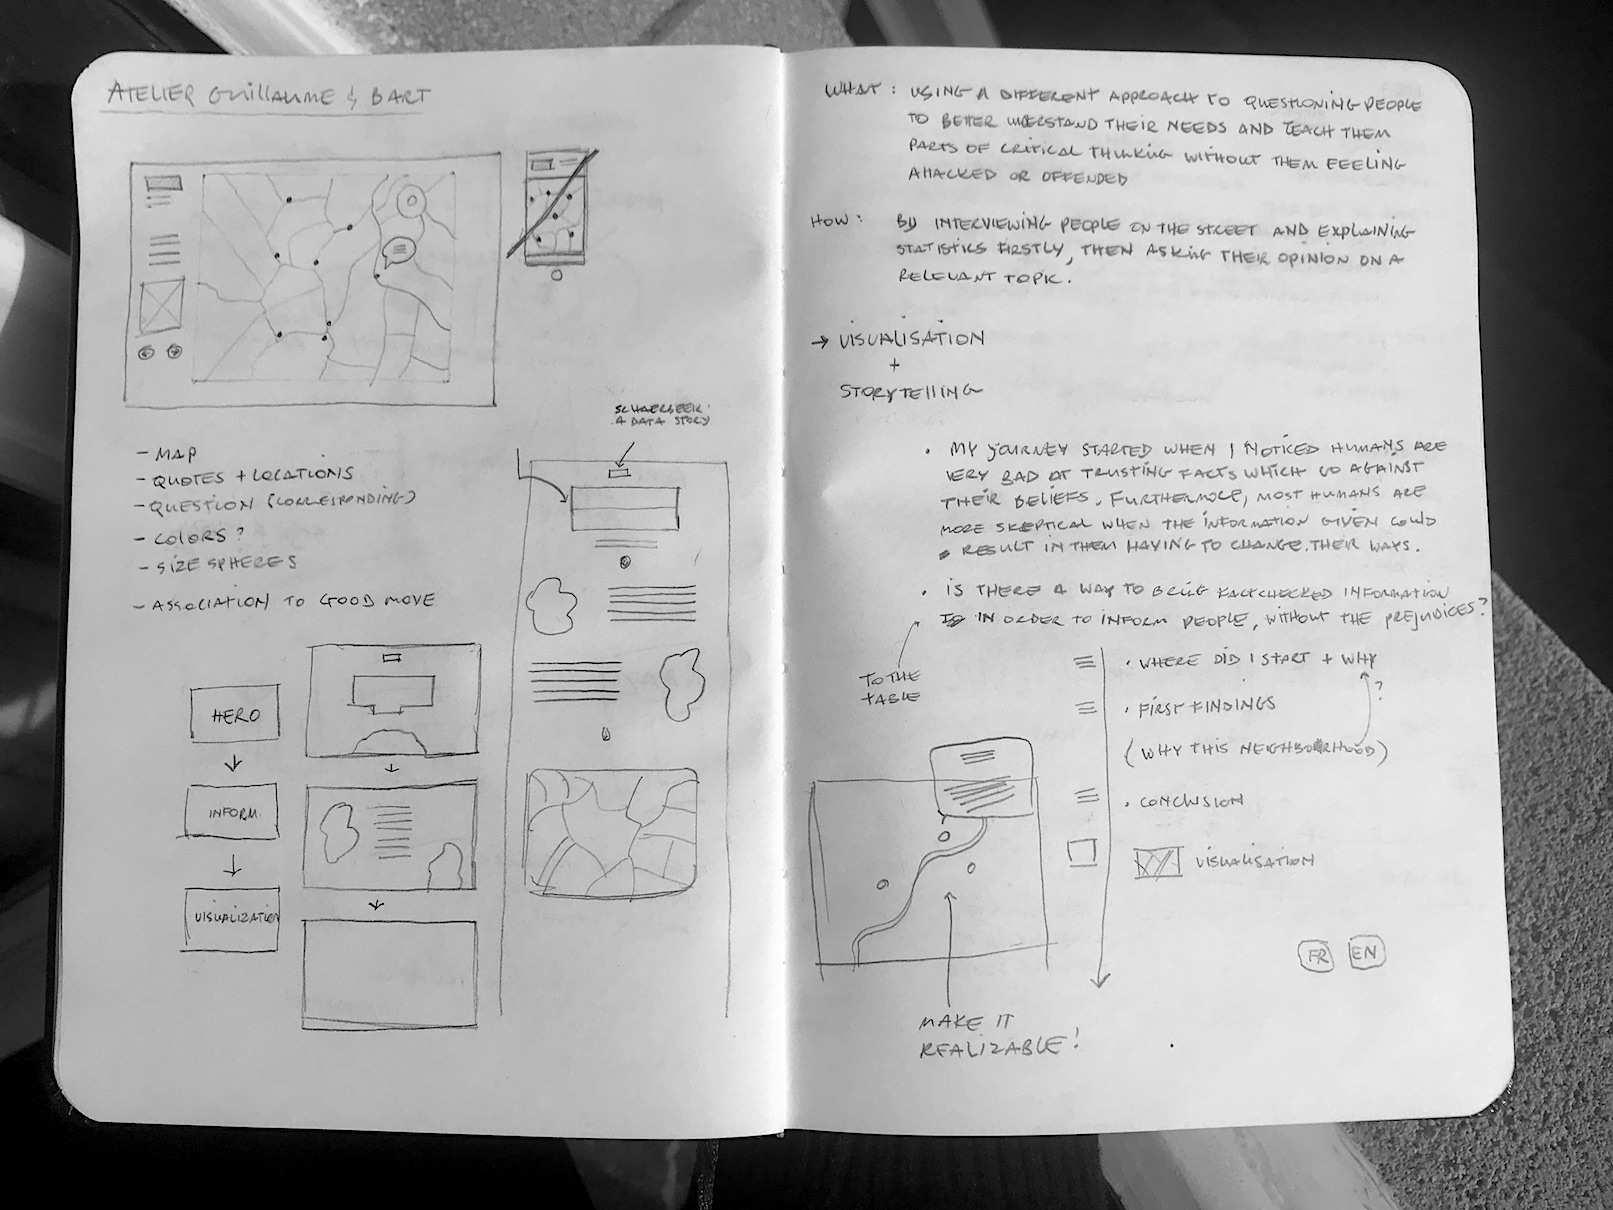 ATELIER GUILLAUME & BART
SCHAERBEEK:
A DATA STORY
- MAP
- QUOTES + LOCATIONS
- QUESTION (CORRESPONDING)
- COLORS?
- SIZE SPHERES
- ASSOCIATION TO GOOD MOVE
HERO
INFORM
VISUALIZATION
WHAT: USING A DIFFERENT APPROACH TO QUESTIONING PEOPLE
TO BETTER UNDERSTAND THEIR NEEDS AND TEACH THEM
PARTS OF CRITICAL THINKING WITHOUT THEM FEELING
ATTACKED OR OFFENDED
HOW: BY INTERVIEWING PEOPLE ON THE STREET AND EXPLAINING
STATISTICS FIRSTLY, THEN ASKING THEIR OPINION ON A
RELEVANT TOPIC.
→ VISUALISATION
+
STORYTELLING
• MY JOURNEY STARTED WHEN I NOTICED HUMANS ARE
VERY BAD AT TRUSTING FACTS WHICH GO AGAINST
THEIR BELIEFS. FURTHERMORE, MOST HUMANS ARE
MORE SKEPTICAL WHEN THE INFORMATION GIVEN COULD
RESULT IN THEM HAVING TO CHANGE THEIR WAYS.
• IS THERE A WAY TO BRING FACTCHECKED INFORMATION
IN ORDER TO INFORM PEOPLE, WITHOUT THE PREJUDICES?
TO THE
TABLE
• WHERE DID I START + WHY
?
• FIRST FINDINGS
(WHY THIS NEIGHBOURHOOD)
• CONCLUSION
VISUALISATION
FR EN
MAKE IT
REALIZABLE!